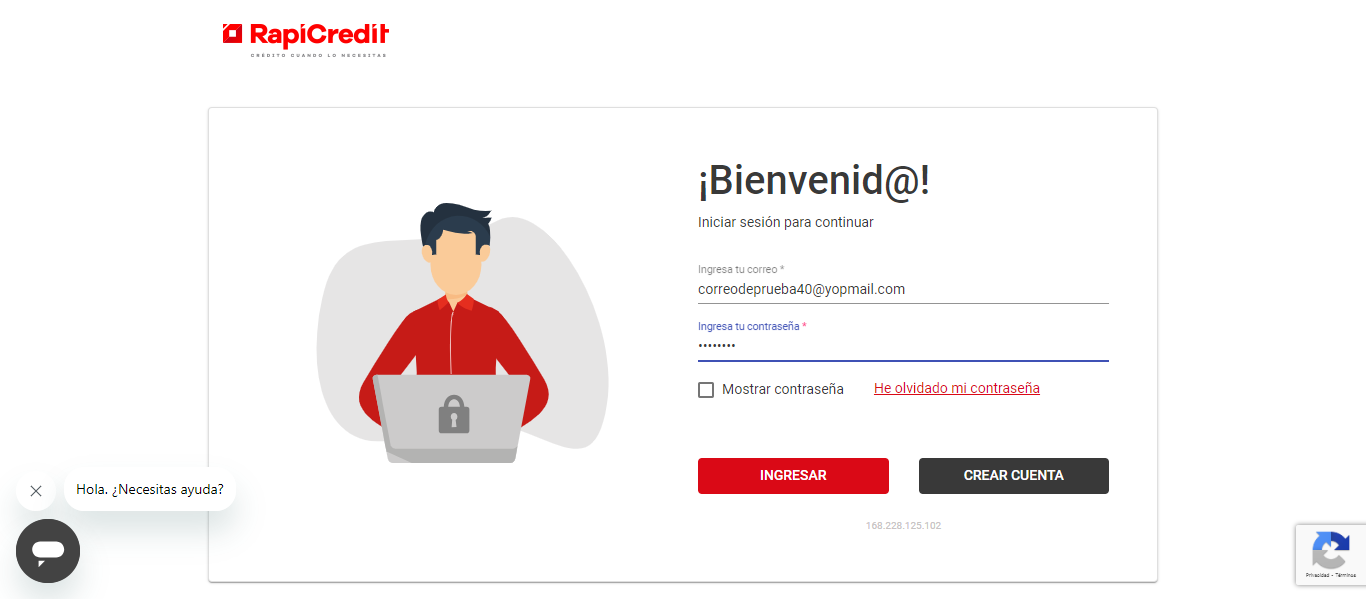 RapiCredit
CRÉDITO CUANDO LO NECESITAS
¡Bienvenid@!
Iniciar sesión para continuar
Ingresa tu correo *
correodeprueba40@yopmail.com
Ingresa tu contraseña *
••••••••
Mostrar contraseña
He olvidado mi contraseña
INGRESAR
CREAR CUENTA
168.228.125.102
Hola. ¿Necesitas ayuda?
Privacidad - Términos